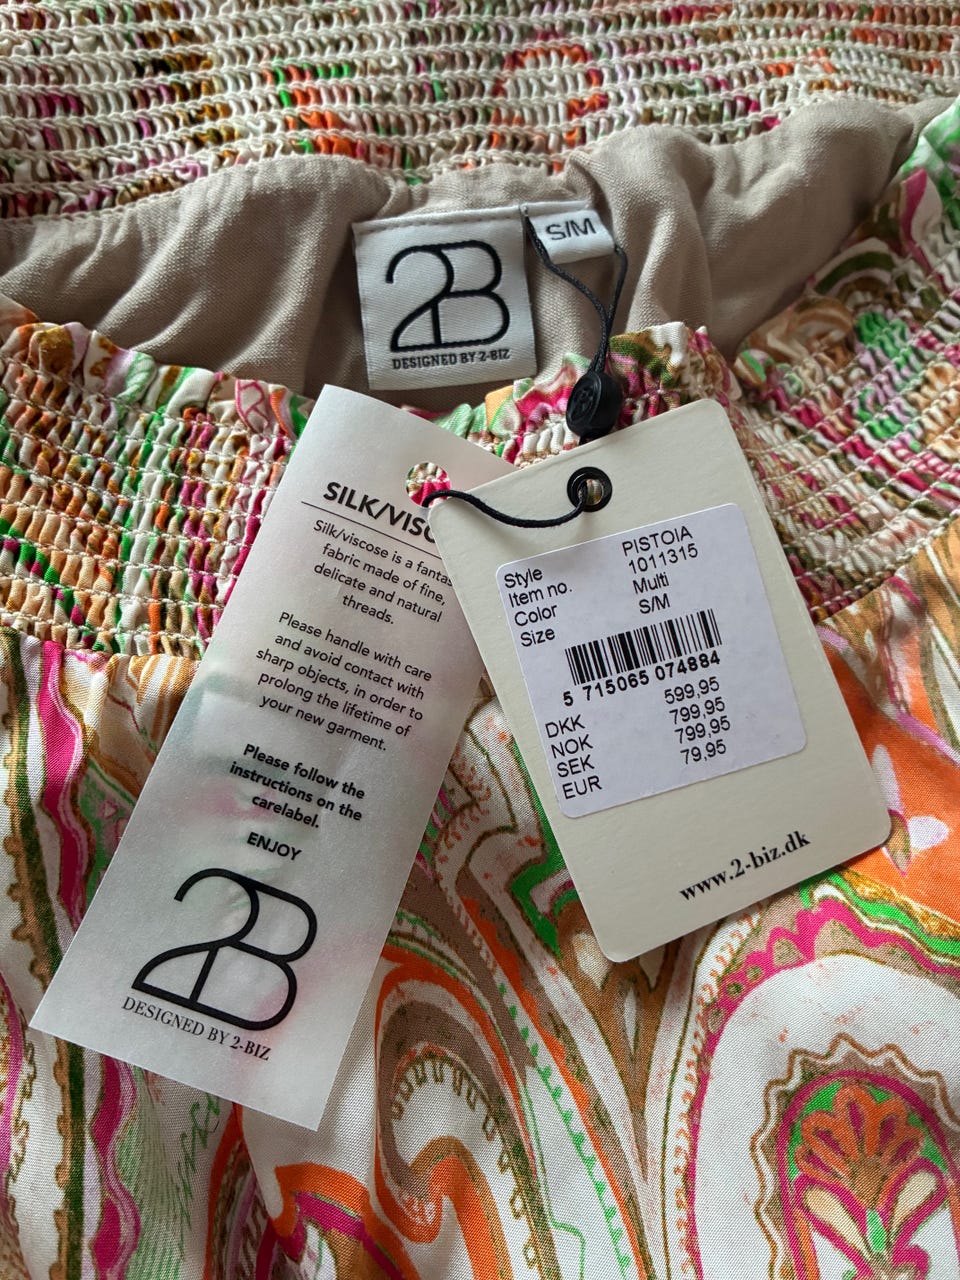 2B
DESIGNED BY 2-BIZ
S/M
SILK/VISC
Silk/viscose is a fantas
fabric made of fine,
delicate and natural
threads.
Please handle with care
and avoid contact with
sharp objects, in order to
prolong the lifetime of
your new garment.
Please follow the
instructions on the
carelabel.
ENJOY
2B
DESIGNED BY 2-BIZ
Style PISTOIA
Item no. 1011315
Color Multi
Size S/M
5 715065 074884
DKK 599,95
NOK 799,95
SEK 799,95
EUR 79,95
www.2-biz.dk